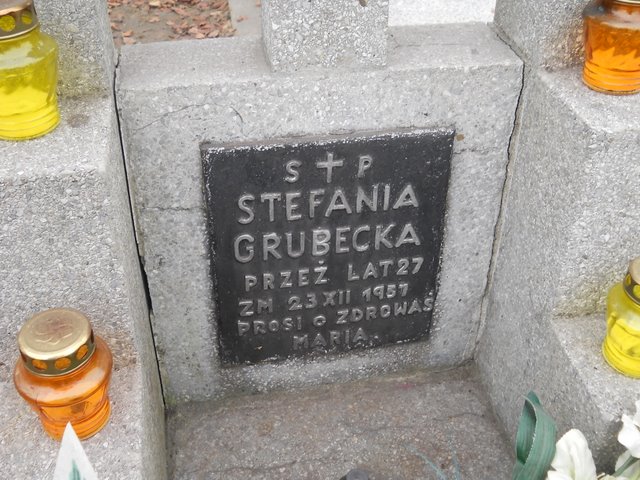 S ✝ P
STEFANIA
GRUBECKA
PRZEŻ LAT 27
ZM 23 XII 1957
PROSI O ZDROWAŚ
MARIA